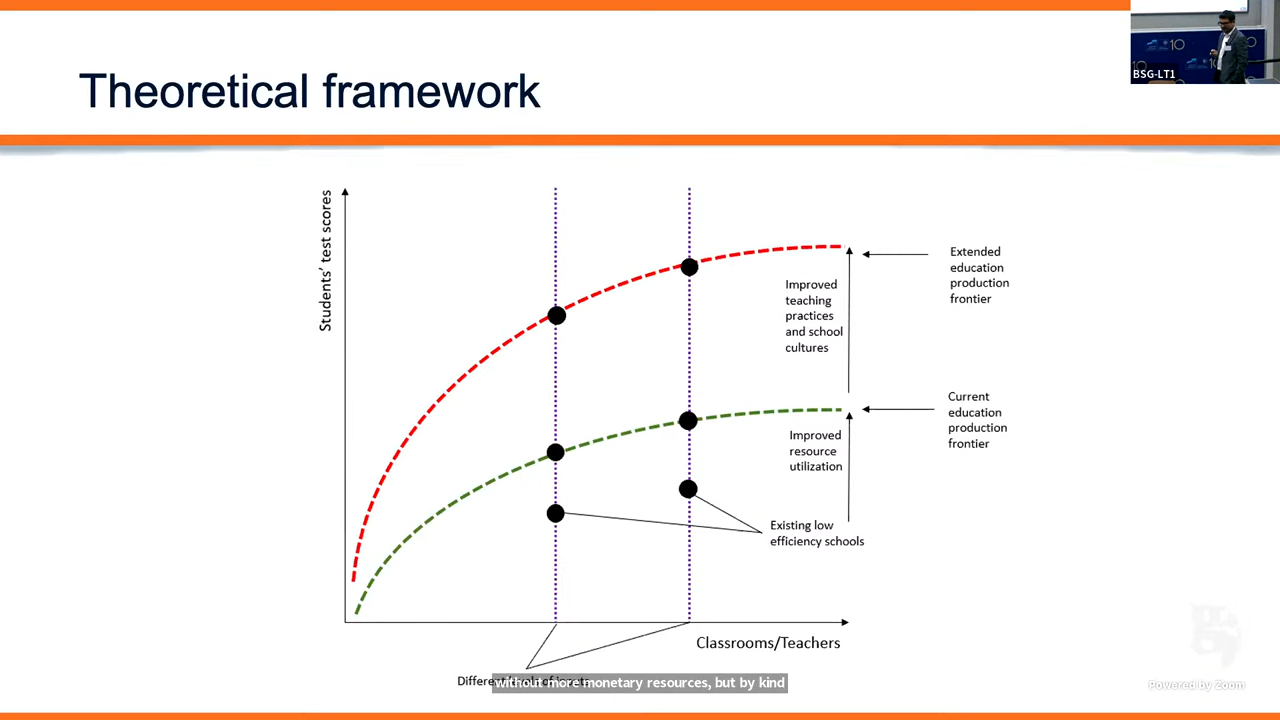 BSG-LT1
Theoretical framework
Students' test scores
Improved
teaching
practices
and school
cultures
Extended
education
production
frontier
Improved
resource
utilization
Current
education
production
frontier
Existing low
efficiency schools
Classrooms/Teachers
without more monetary resources, but by kind
Powered by Zoom